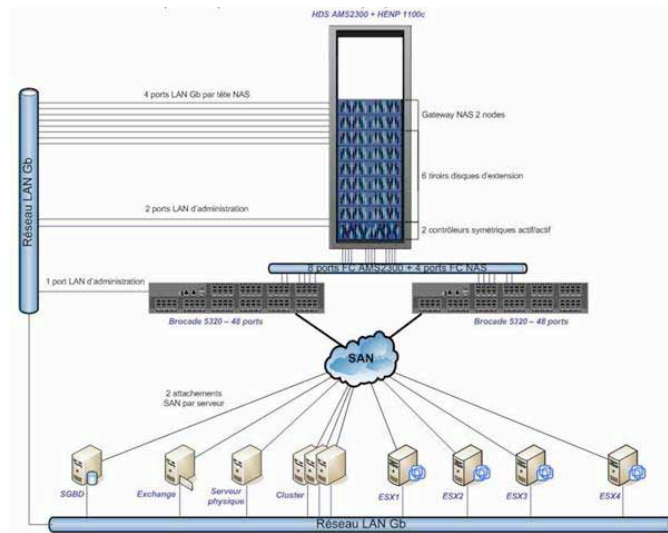 HDS AMS2300 + HENP 1100c
4 ports LAN Gb par tête NAS
Gateway NAS 2 nodes
Réseau LAN Gb
6 tiroirs disques d'extension
2 ports LAN d'administration
2 contrôleurs symétriques actif/actif
8 ports FC AMS2300 + 4 ports FC NAS
1 port LAN d'administration
Brocade 5320 – 48 ports
Brocade 5320 – 48 ports
SAN
2 attachements
SAN par serveur
SGBD
Exchange
Serveur
physique
Cluster
ESX1
ESX2
ESX3
ESX4
Réseau LAN Gb